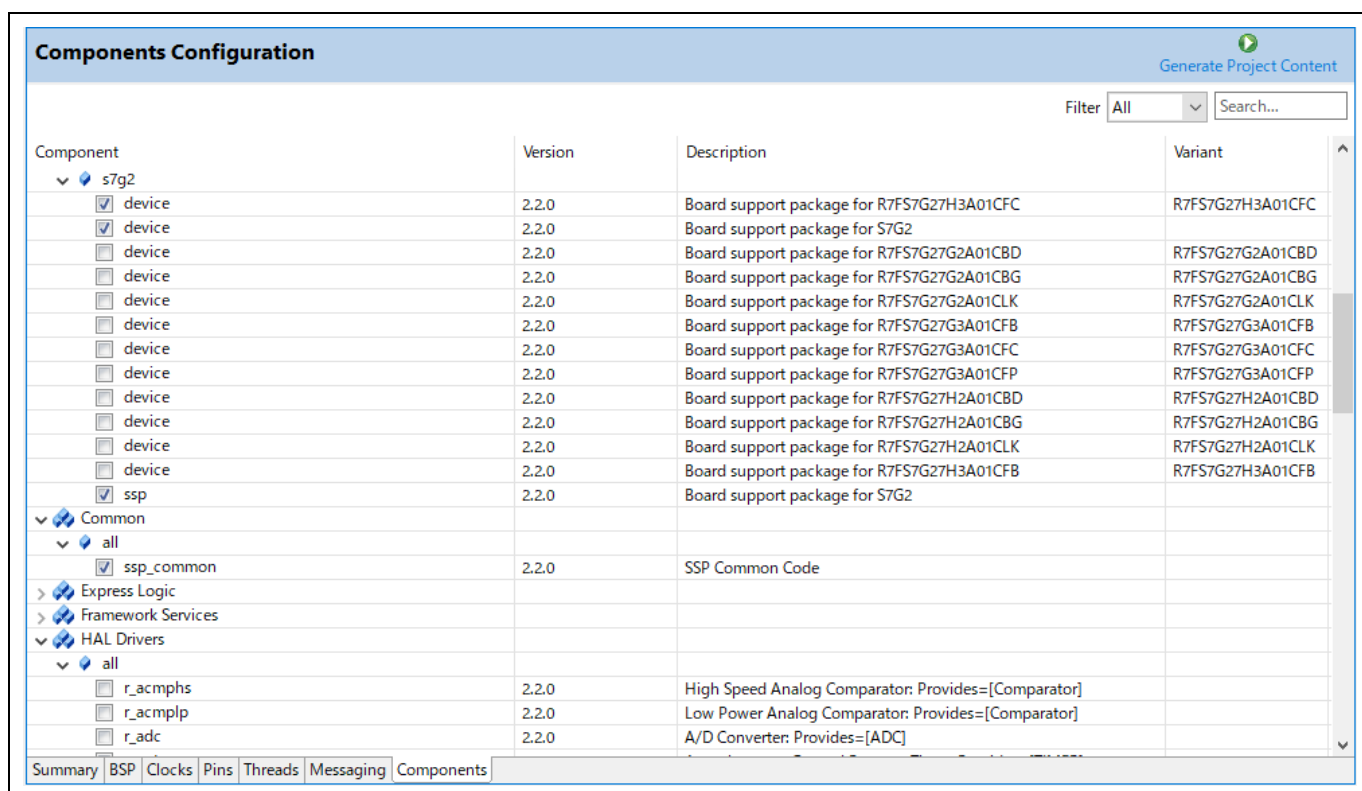 Components Configuration
Generate Project Content
Filter All Search...
Component Version Description Variant
s7g2
device 2.2.0 Board support package for R7FS7G27H3A01CFC R7FS7G27H3A01CFC
device 2.2.0 Board support package for S7G2
device 2.2.0 Board support package for R7FS7G27G2A01CBD R7FS7G27G2A01CBD
device 2.2.0 Board support package for R7FS7G27G2A01CBG R7FS7G27G2A01CBG
device 2.2.0 Board support package for R7FS7G27G2A01CLK R7FS7G27G2A01CLK
device 2.2.0 Board support package for R7FS7G27G3A01CFB R7FS7G27G3A01CFB
device 2.2.0 Board support package for R7FS7G27G3A01CFC R7FS7G27G3A01CFC
device 2.2.0 Board support package for R7FS7G27G3A01CFP R7FS7G27G3A01CFP
device 2.2.0 Board support package for R7FS7G27H2A01CBD R7FS7G27H2A01CBD
device 2.2.0 Board support package for R7FS7G27H2A01CBG R7FS7G27H2A01CBG
device 2.2.0 Board support package for R7FS7G27H2A01CLK R7FS7G27H2A01CLK
device 2.2.0 Board support package for R7FS7G27H3A01CFB R7FS7G27H3A01CFB
ssp 2.2.0 Board support package for S7G2
Common
all
ssp_common 2.2.0 SSP Common Code
Express Logic
Framework Services
HAL Drivers
all
r_acmphs 2.2.0 High Speed Analog Comparator: Provides=[Comparator]
r_acmplp 2.2.0 Low Power Analog Comparator: Provides=[Comparator]
r_adc 2.2.0 A/D Converter: Provides=[ADC]
Summary BSP Clocks Pins Threads Messaging Components